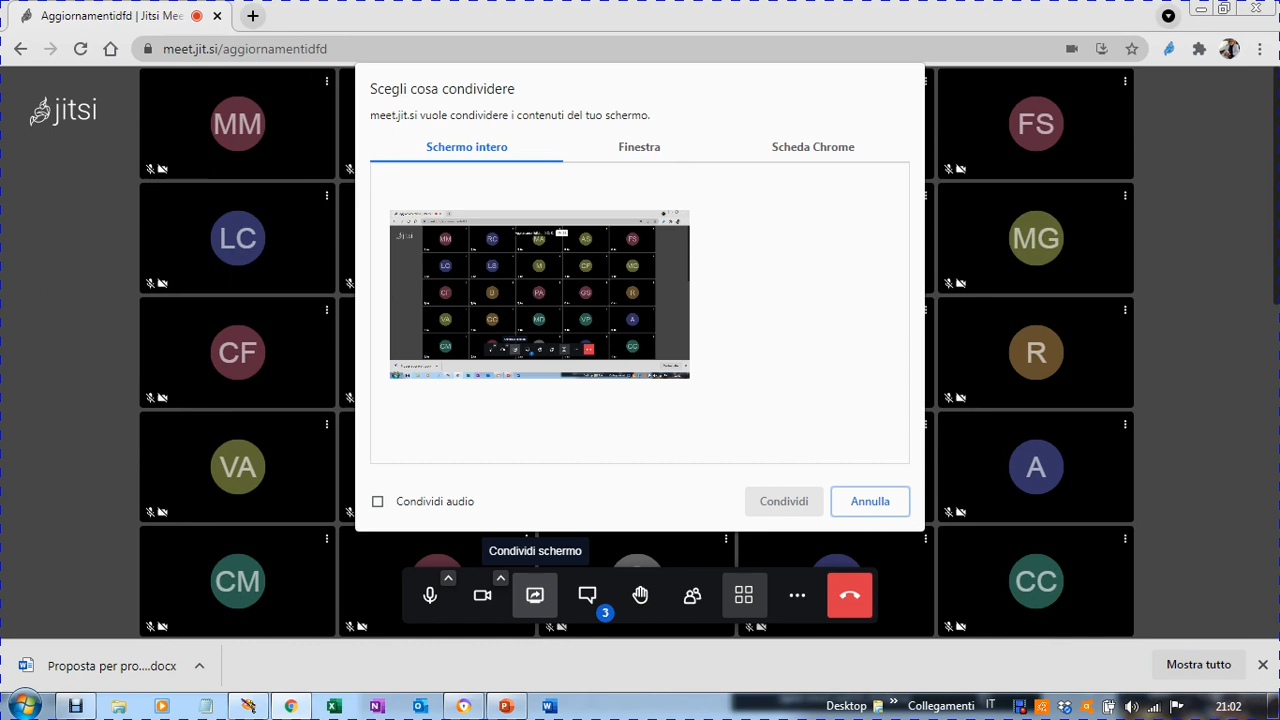 Aggiornamentidfd | Jitsi Mee
meet.jit.si/aggiornamentidfd
jitsi
Scegli cosa condividere
meet.jit.si vuole condividere i contenuti del tuo schermo.
Schermo intero Finestra Scheda Chrome
MM FS
LC MG
CF R
VA A
CM CC
Condividi audio Condividi Annulla
Condividi schermo
3
Proposta per pro....docx Mostra tutto
Desktop » Collegamenti IT 21:02